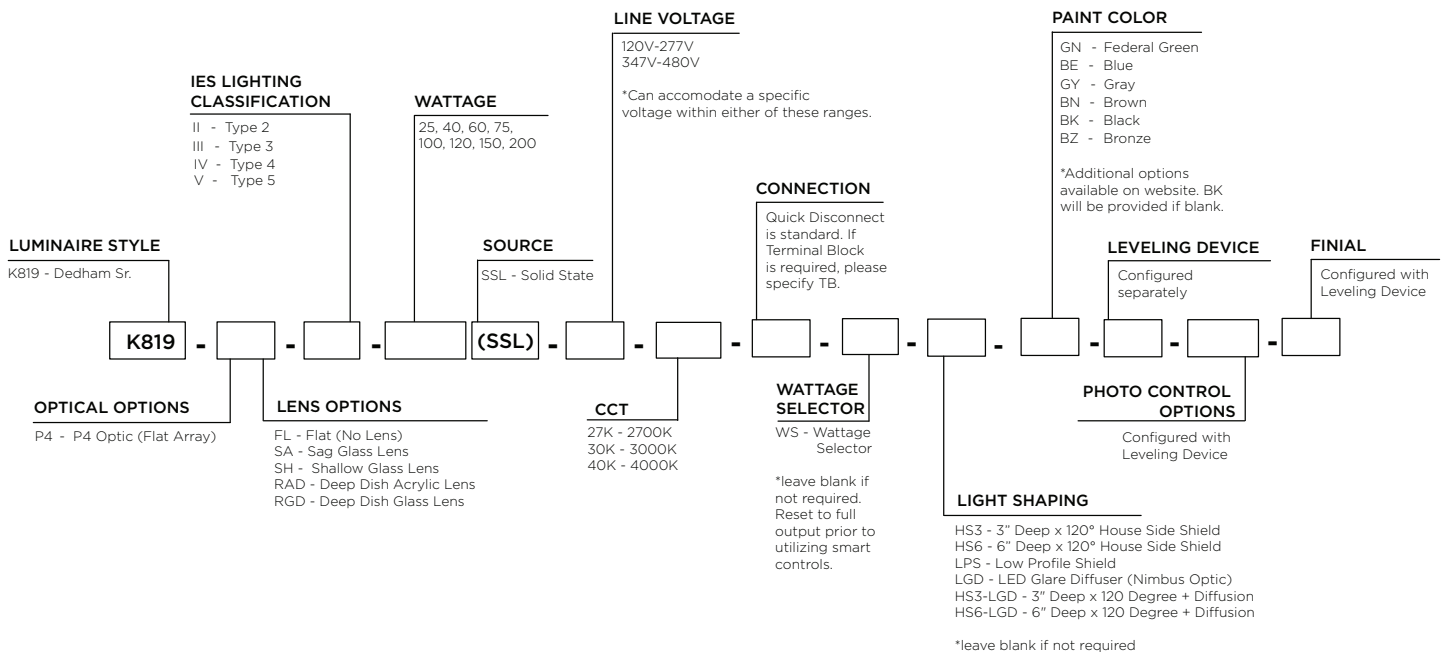 LINE VOLTAGE
120V-277V
347V-480V
*Can accomodate a specific
voltage within either of these ranges.
PAINT COLOR
GN - Federal Green
BE - Blue
GY - Gray
BN - Brown
BK - Black
BZ - Bronze
*Additional options
available on website. BK
will be provided if blank.
IES LIGHTING
CLASSIFICATION
II - Type 2
III - Type 3
IV - Type 4
V - Type 5
WATTAGE
25, 40, 60, 75,
100, 120, 150, 200
CONNECTION
Quick Disconnect
is standard. If
Terminal Block
is required, please
specify TB.
LUMINAIRE STYLE
K819 - Dedham Sr.
SOURCE
SSL - Solid State
LEVELING DEVICE
Configured
separately
FINIAL
Configured with
Leveling Device
K819 - - - (SSL) - - - - - - - - -
OPTICAL OPTIONS
P4 - P4 Optic (Flat Array)
LENS OPTIONS
FL - Flat (No Lens)
SA - Sag Glass Lens
SH - Shallow Glass Lens
RAD - Deep Dish Acrylic Lens
RGD - Deep Dish Glass Lens
CCT
27K - 2700K
30K - 3000K
40K - 4000K
WATTAGE
SELECTOR
WS - Wattage
Selector
*leave blank if
not required.
Reset to full
output prior to
utilizing smart
controls.
PHOTO CONTROL
OPTIONS
Configured with
Leveling Device
LIGHT SHAPING
HS3 - 3” Deep x 120° House Side Shield
HS6 - 6” Deep x 120° House Side Shield
LPS - Low Profile Shield
LGD - LED Glare Diffuser (Nimbus Optic)
HS3-LGD - 3" Deep x 120 Degree + Diffusion
HS6-LGD - 6" Deep x 120 Degree + Diffusion
*leave blank if not required